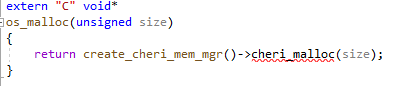 extern "C" void*
os_malloc(unsigned size)
{
    return create_cheri_mem_mgr()->cheri_malloc(size);
}